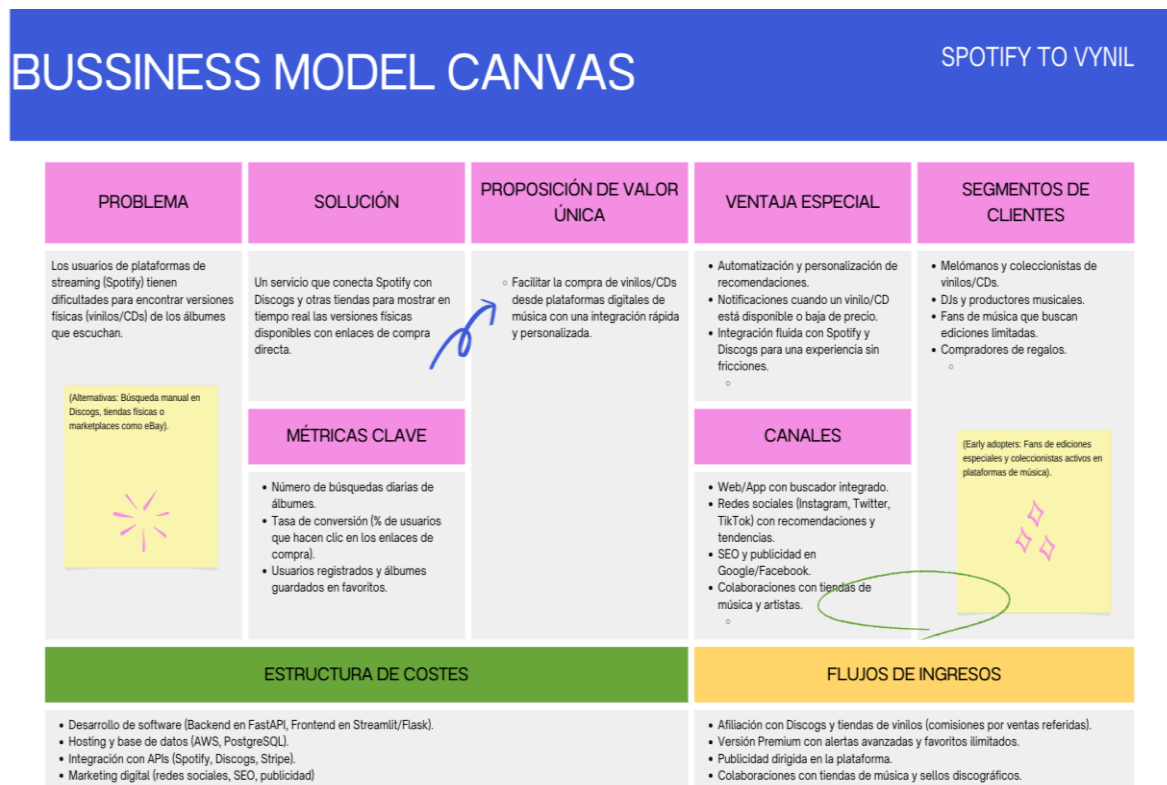 BUSSINESS MODEL CANVAS
SPOTIFY TO VYNIL
PROBLEMA
Los usuarios de plataformas de
streaming (Spotify) tienen
dificultades para encontrar versiones
físicas (vinilos/CDs) de los álbumes
que escuchan.
(Alternativas: Búsqueda manual en
Discogs, tiendas físicas o
marketplaces como eBay).
SOLUCIÓN
Un servicio que conecta Spotify con
Discogs y otras tiendas para mostrar en
tiempo real las versiones físicas
disponibles con enlaces de compra
directa.
MÉTRICAS CLAVE
• Número de búsquedas diarias de
álbumes.
• Tasa de conversión (% de usuarios
que hacen clic en los enlaces de
compra).
• Usuarios registrados y álbumes
guardados en favoritos.
PROPOSICIÓN DE VALOR
ÚNICA
○ Facilitar la compra de vinilos/CDs
desde plataformas digitales de
música con una integración rápida
y personalizada.
VENTAJA ESPECIAL
• Automatización y personalización de
recomendaciones.
• Notificaciones cuando un vinilo/CD
está disponible o baja de precio.
• Integración fluida con Spotify y
Discogs para una experiencia sin
fricciones.
CANALES
• Web/App con buscador integrado.
• Redes sociales (Instagram, Twitter,
TikTok) con recomendaciones y
tendencias.
• SEO y publicidad en
Google/Facebook.
• Colaboraciones con tiendas de
música y artistas.
SEGMENTOS DE
CLIENTES
• Melómanos y coleccionistas de
vinilos/CDs.
• DJs y productores musicales.
• Fans de música que buscan
ediciones limitadas.
• Compradores de regalos.
(Early adopters: Fans de ediciones
especiales y coleccionistas activos en
plataformas de música).
ESTRUCTURA DE COSTES
• Desarrollo de software (Backend en FastAPI, Frontend en Streamlit/Flask).
• Hosting y base de datos (AWS, PostgreSQL).
• Integración con APIs (Spotify, Discogs, Stripe).
• Marketing digital (redes sociales, SEO, publicidad)
FLUJOS DE INGRESOS
• Afiliación con Discogs y tiendas de vinilos (comisiones por ventas referidas).
• Versión Premium con alertas avanzadas y favoritos ilimitados.
• Publicidad dirigida en la plataforma.
• Colaboraciones con tiendas de música y sellos discográficos.